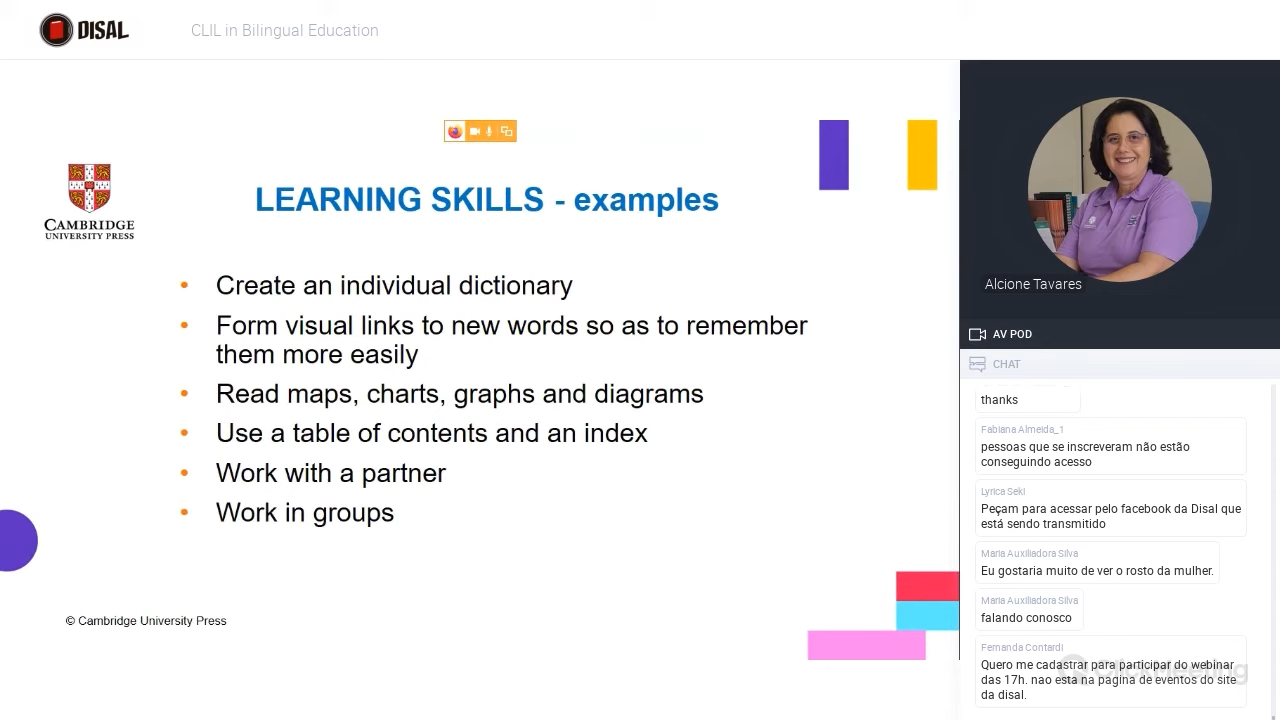 DISAL
CLIL in Bilingual Education
CAMBRIDGE
UNIVERSITY PRESS
LEARNING SKILLS - examples
• Create an individual dictionary
• Form visual links to new words so as to remember
them more easily
• Read maps, charts, graphs and diagrams
• Use a table of contents and an index
• Work with a partner
• Work in groups
© Cambridge University Press
Alcione Tavares
AV POD
CHAT
thanks
Fabiana Almeida_1
pessoas que se inscreveram não estão
conseguindo acesso
Lyrica Seki
Peçam para acessar pelo facebook da Disal que
está sendo transmitido
Maria Auxiliadora Silva
Eu gostaria muito de ver o rosto da mulher.
Maria Auxiliadora Silva
falando conosco
Fernanda Contardi
Quero me cadastrar para participar do webinar
das 17h. nao esta na pagina de eventos do site
da disal.
ClickMeeting